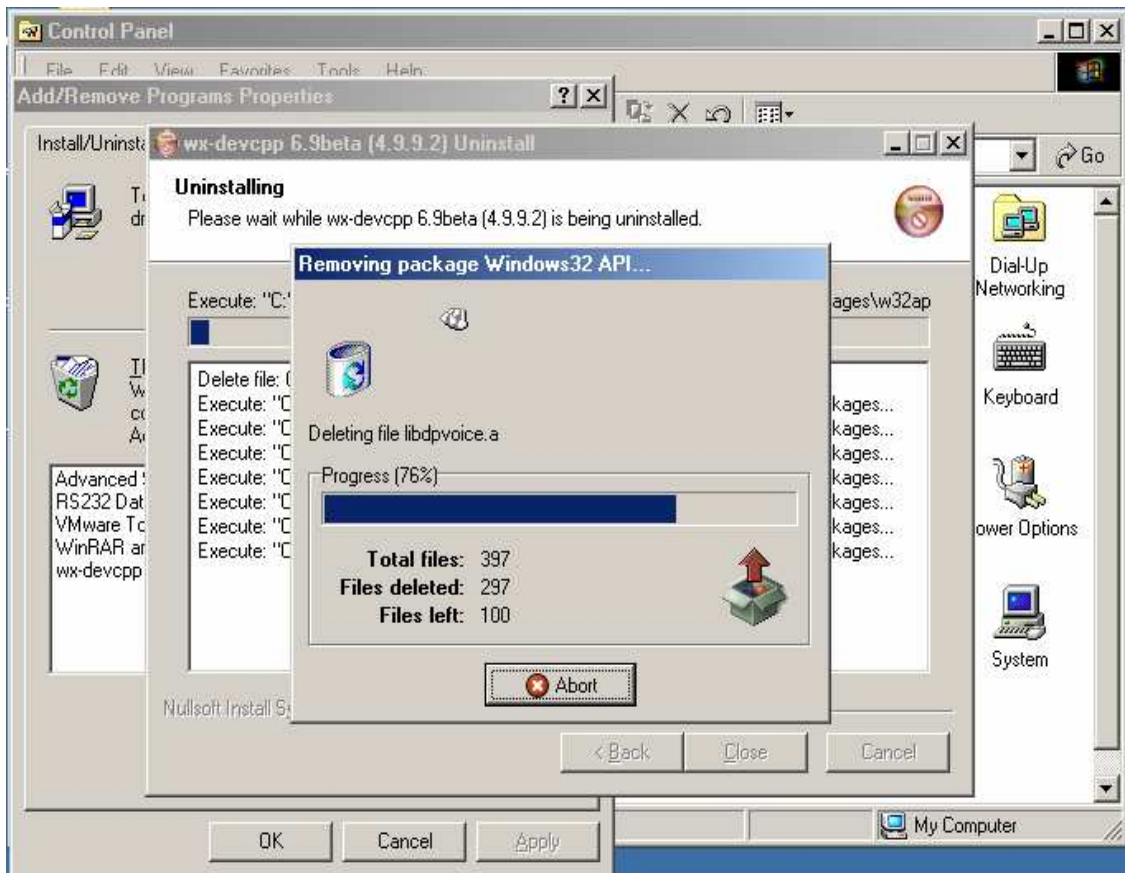 Control Panel
File Edit View Favorites Tools Help
Add/Remove Programs Properties
Go
Install/Uninsta
wx-devcpp 6.9beta (4.9.9.2) Uninstall
Uninstalling
Please wait while wx-devcpp 6.9beta (4.9.9.2) is being uninstalled.
Removing package Windows32 API...
Execute: "C:"
ages\w32ap
Delete file:
Execute: "C
kages...
Execute: "C
kages...
Execute: "C
kages...
Execute: "C
kages...
Execute: "C
kages...
Execute: "C
kages...
Execute: "C
kages...
Deleting file libdpvoice.a
Progress (76%)
Total files: 397
Files deleted: 297
Files left: 100
Abort
Advanced
RS232 Dat
VMware To
WinRAR ar
wx-devcpp
Nullsoft Install S
< Back Close Cancel
OK Cancel Apply
Dial-Up
Networking
Keyboard
ower Options
System
My Computer